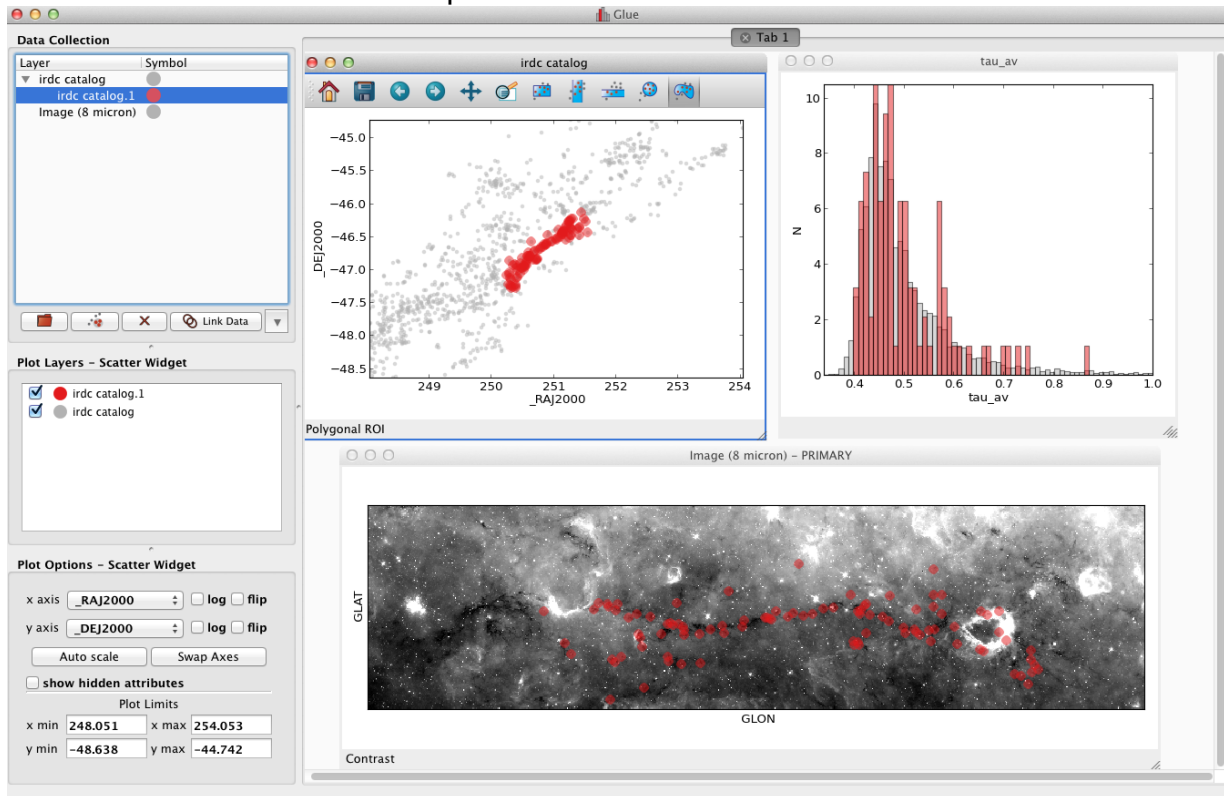 Glue
Data Collection
Layer Symbol
irdc catalog
irdc catalog.1
Image (8 micron)
Link Data
Plot Layers – Scatter Widget
irdc catalog.1
irdc catalog
Plot Options – Scatter Widget
x axis _RAJ2000 log flip
y axis _DEJ2000 log flip
Auto scale Swap Axes
show hidden attributes
Plot Limits
x min 248.051 x max 254.053
y min -48.638 y max -44.742
Tab 1
irdc catalog
−45.0
−45.5
−46.0
−46.5
−47.0
−47.5
−48.0
−48.5
_DEJ2000
249 250 251 252 253 254
_RAJ2000
Polygonal ROI
tau_av
10
8
6
4
2
0
N
0.4 0.5 0.6 0.7 0.8 0.9 1.0
tau_av
Image (8 micron) – PRIMARY
GLAT
GLON
Contrast